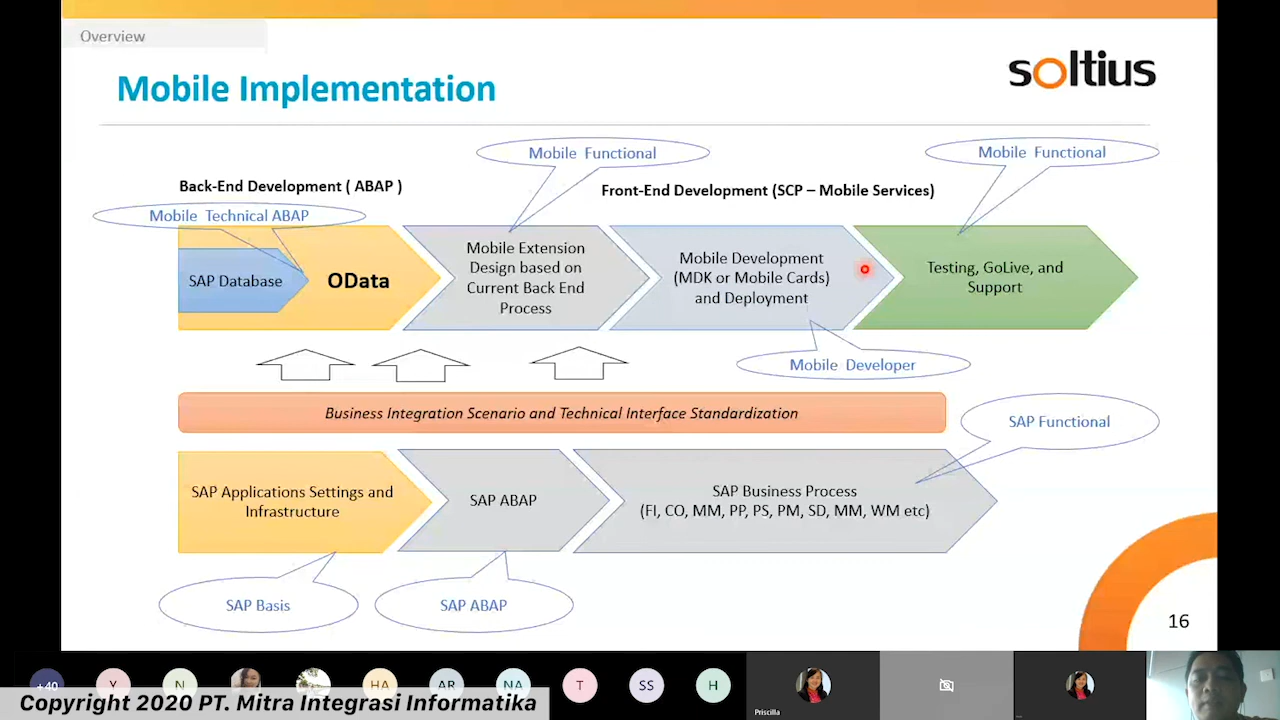 Overview
Mobile Implementation
soltius
Mobile Functional
Mobile Functional
Back-End Development ( ABAP )
Front-End Development (SCP – Mobile Services)
Mobile Technical ABAP
SAP Database
OData
Mobile Extension
Design based on
Current Back End
Process
Mobile Development
(MDK or Mobile Cards)
and Deployment
Testing, GoLive, and
Support
Mobile Developer
Business Integration Scenario and Technical Interface Standardization
SAP Functional
SAP Applications Settings and
Infrastructure
SAP ABAP
SAP Business Process
(FI, CO, MM, PP, PS, PM, SD, MM, WM etc)
SAP Basis
SAP ABAP
16
+40
Y
N
HA
AR
NA
T
SS
H
Priscilla
Copyright 2020 PT. Mitra Integrasi Informatika